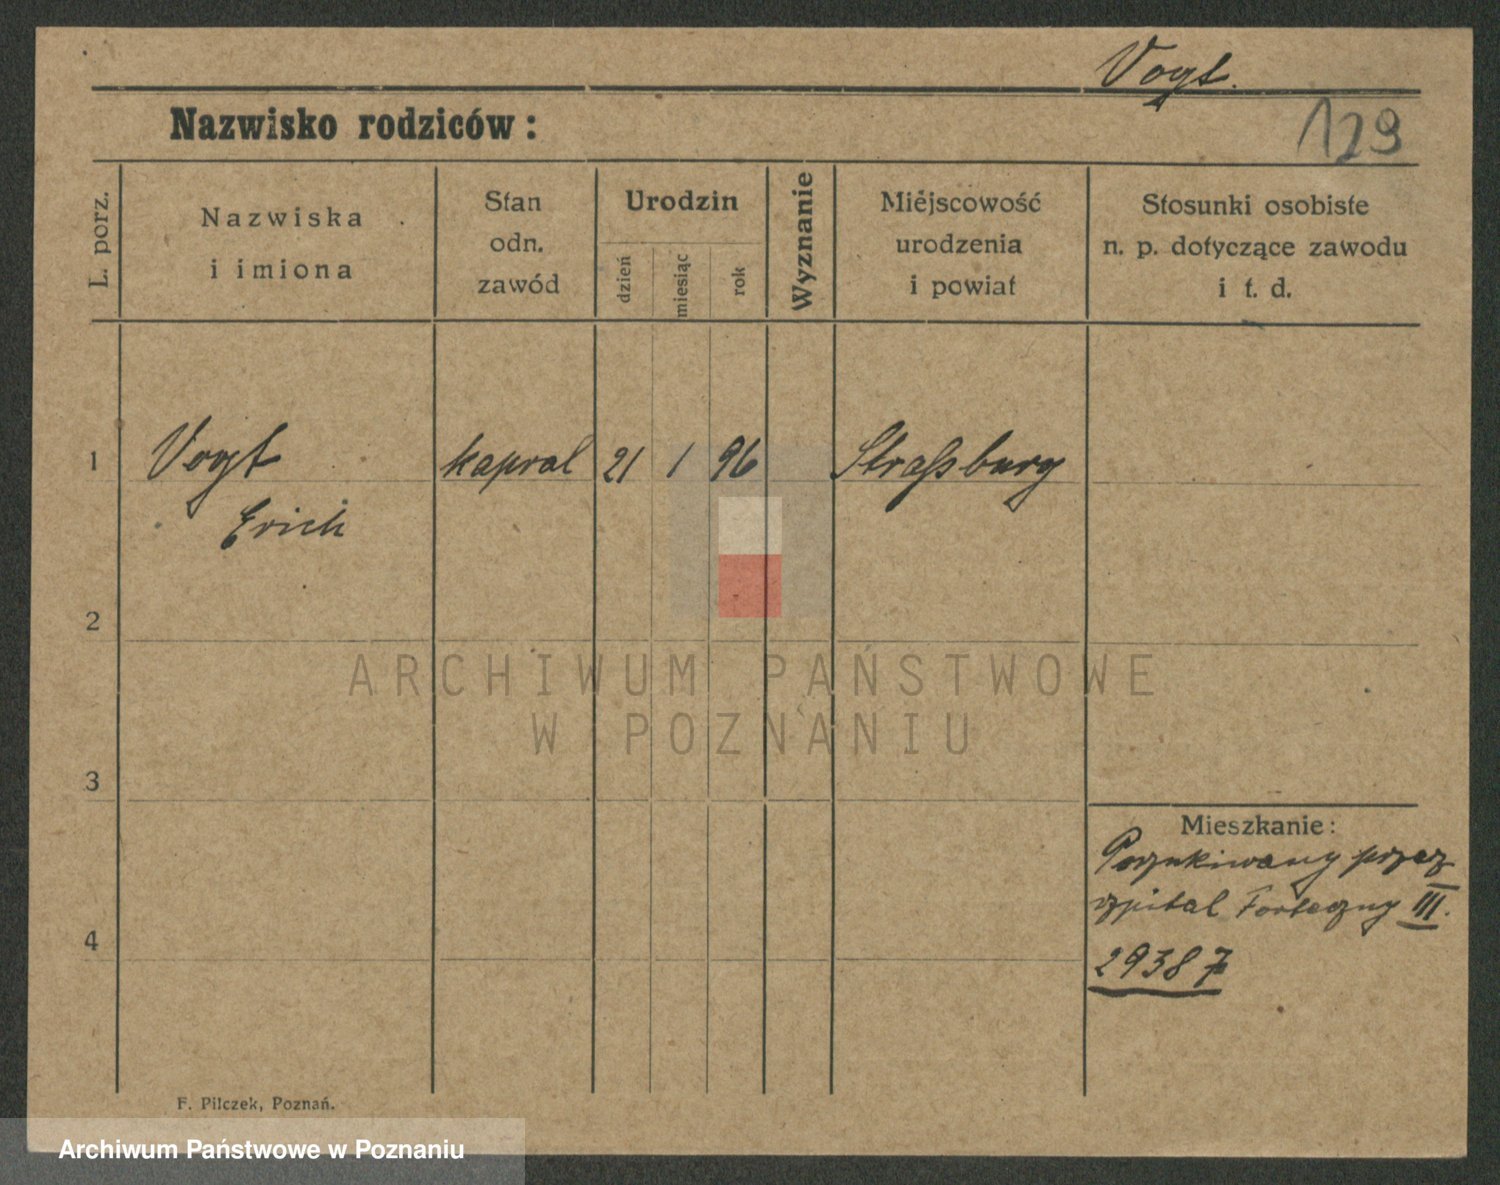 Vogt.
Nazwisko rodziców:
129
L. porz.
Nazwiska
i imiona
Stan
odn.
zawód
Urodzin
dzień
miesiąc
rok
Wyznanie
Miejscowość
urodzenia
i powiat
Stosunki osobiste
n. p. dotyczące zawodu
i t. d.
1 Vogt kapral 21 1 96 Straßburg
Erich
2
ARCHIWUM PAŃSTWOWE
W POZNANIU
3
Mieszkanie:
Poszukiwany przez
szpital Forteczny III.
4
29387
F. Pilczek, Poznań.
Archiwum Państwowe w Poznaniu